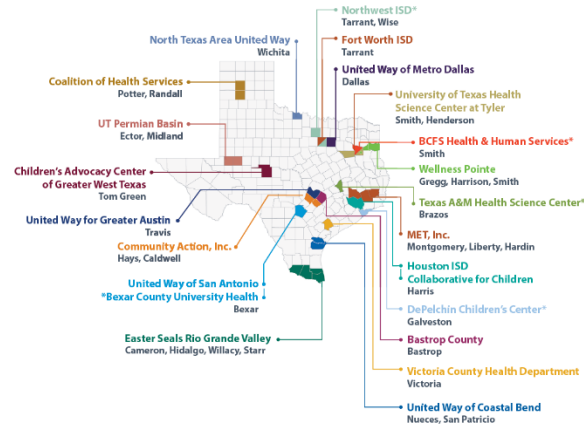 Northwest ISD*
Tarrant, Wise
North Texas Area United Way
Wichita
Fort Worth ISD
Tarrant
United Way of Metro Dallas
Dallas
Coalition of Health Services
Potter, Randall
University of Texas Health
Science Center at Tyler
Smith, Henderson
UT Permian Basin
Ector, Midland
BCFS Health & Human Services*
Smith
Children's Advocacy Center
of Greater West Texas
Tom Green
Wellness Pointe
Gregg, Harrison, Smith
Texas A&M Health Science Center*
Brazos
United Way for Greater Austin
Travis
MET, Inc.
Montgomery, Liberty, Hardin
Community Action, Inc.
Hays, Caldwell
Houston ISD
Collaborative for Children
Harris
United Way of San Antonio
*Bexar County University Health
Bexar
DePelchin Children's Center*
Galveston
Easter Seals Rio Grande Valley
Cameron, Hidalgo, Willacy, Starr
Bastrop County
Bastrop
Victoria County Health Department
Victoria
United Way of Coastal Bend
Nueces, San Patricio